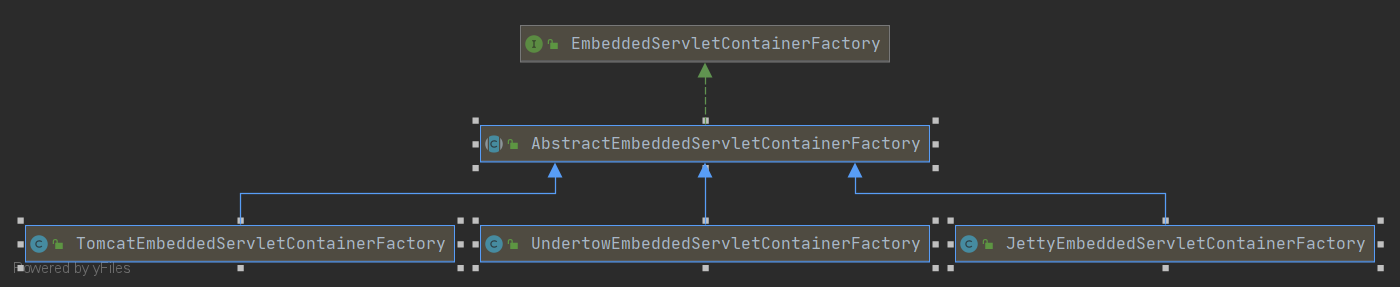 I EmbeddedServletContainerFactory
C AbstractEmbeddedServletContainerFactory
C TomcatEmbeddedServletContainerFactory C UndertowEmbeddedServletContainerFactory C JettyEmbeddedServletContainerFactory
Powered by yFiles